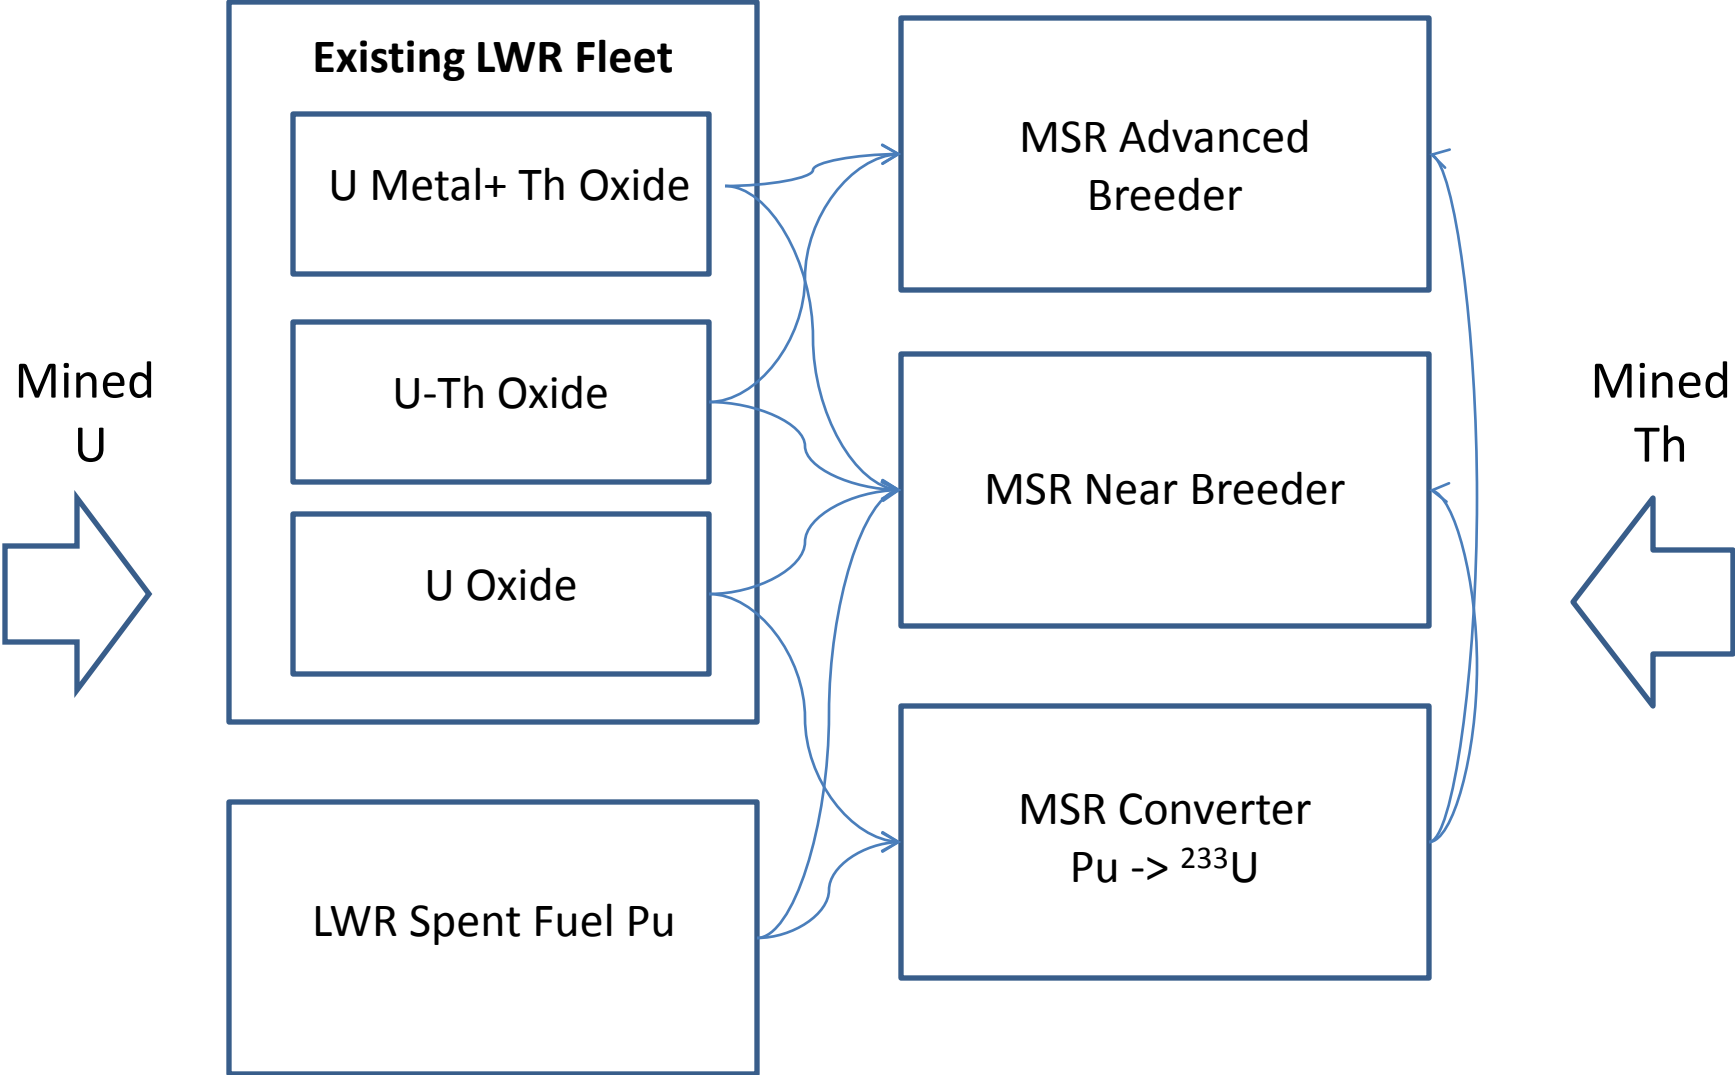 Existing LWR Fleet
U Metal+ Th Oxide
U-Th Oxide
U Oxide
LWR Spent Fuel Pu
Mined
U
MSR Advanced
Breeder
MSR Near Breeder
MSR Converter
Pu -> ²³³U
Mined
Th